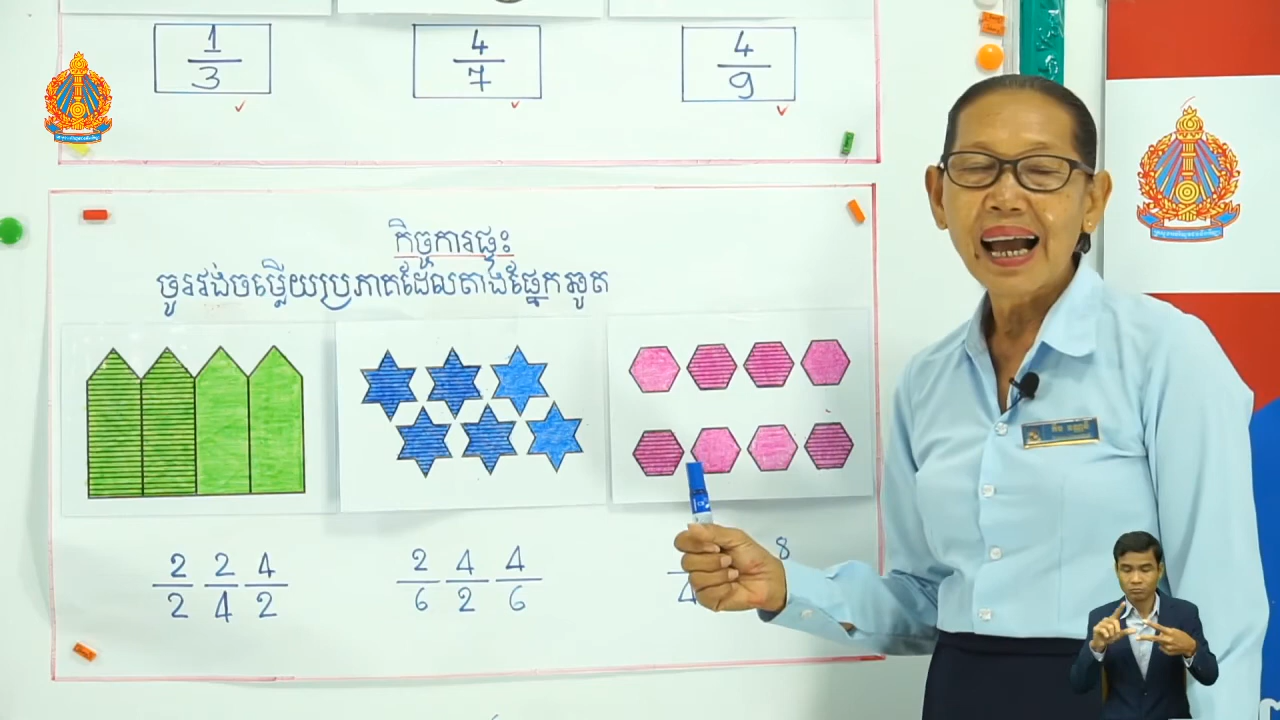 1/3 4/7 4/9
កិច្ចការផ្ទះ
ចូរវង់ចម្លើយប្រភាគដែលតាងផ្នែកឆូត
2/2 2/4 4/2 2/6 4/2 4/6 8
4